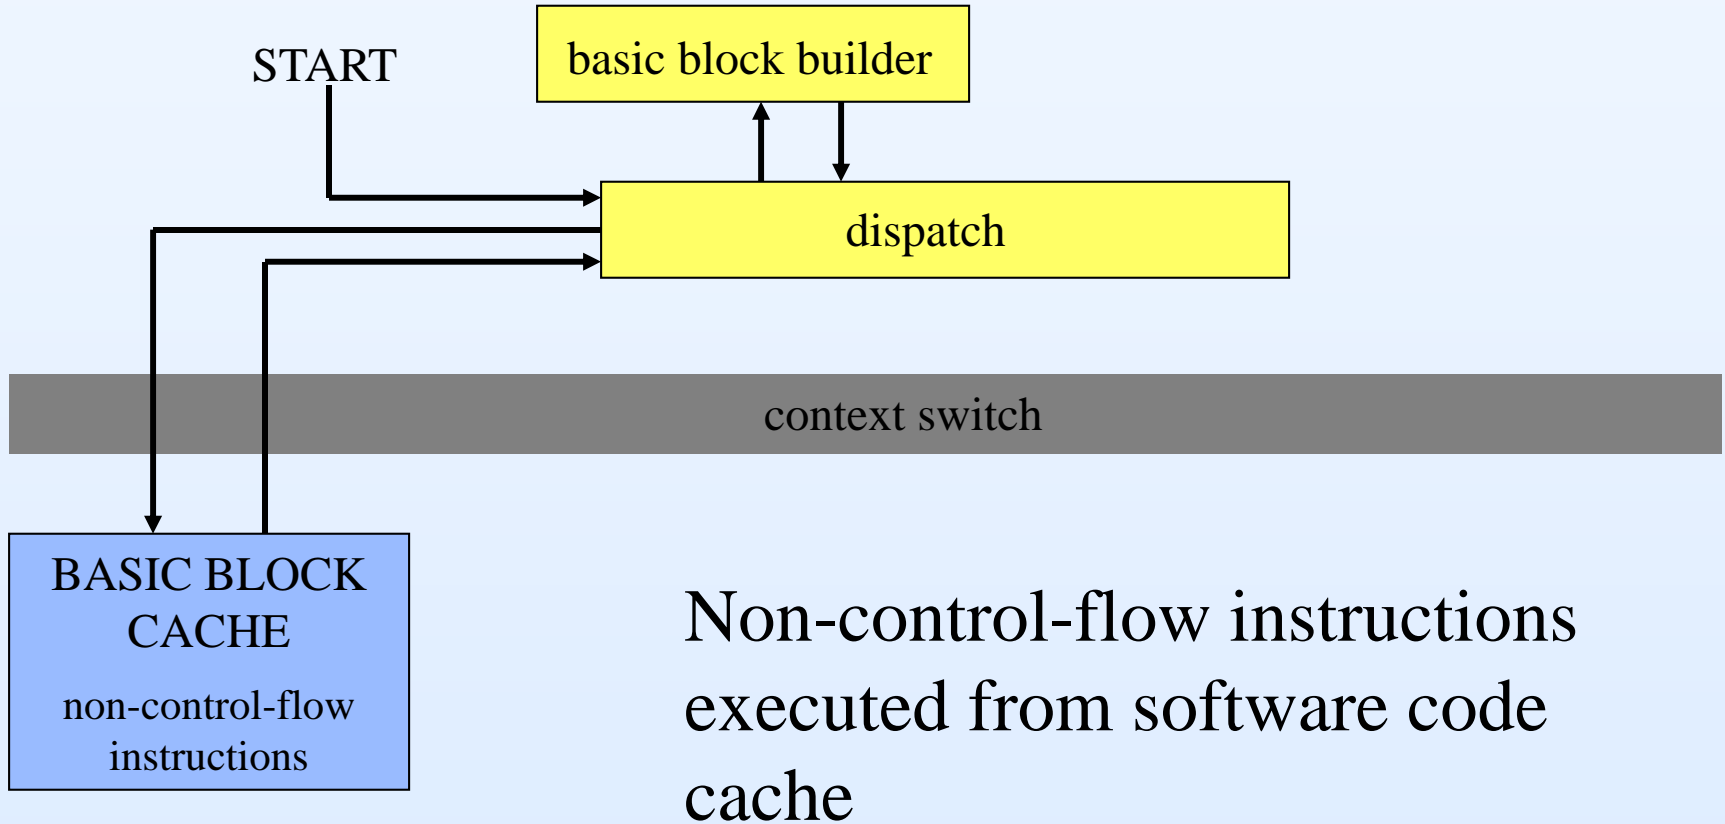 START
basic block builder
dispatch
context switch
BASIC BLOCK
CACHE
non-control-flow
instructions
Non-control-flow instructions
executed from software code
cache